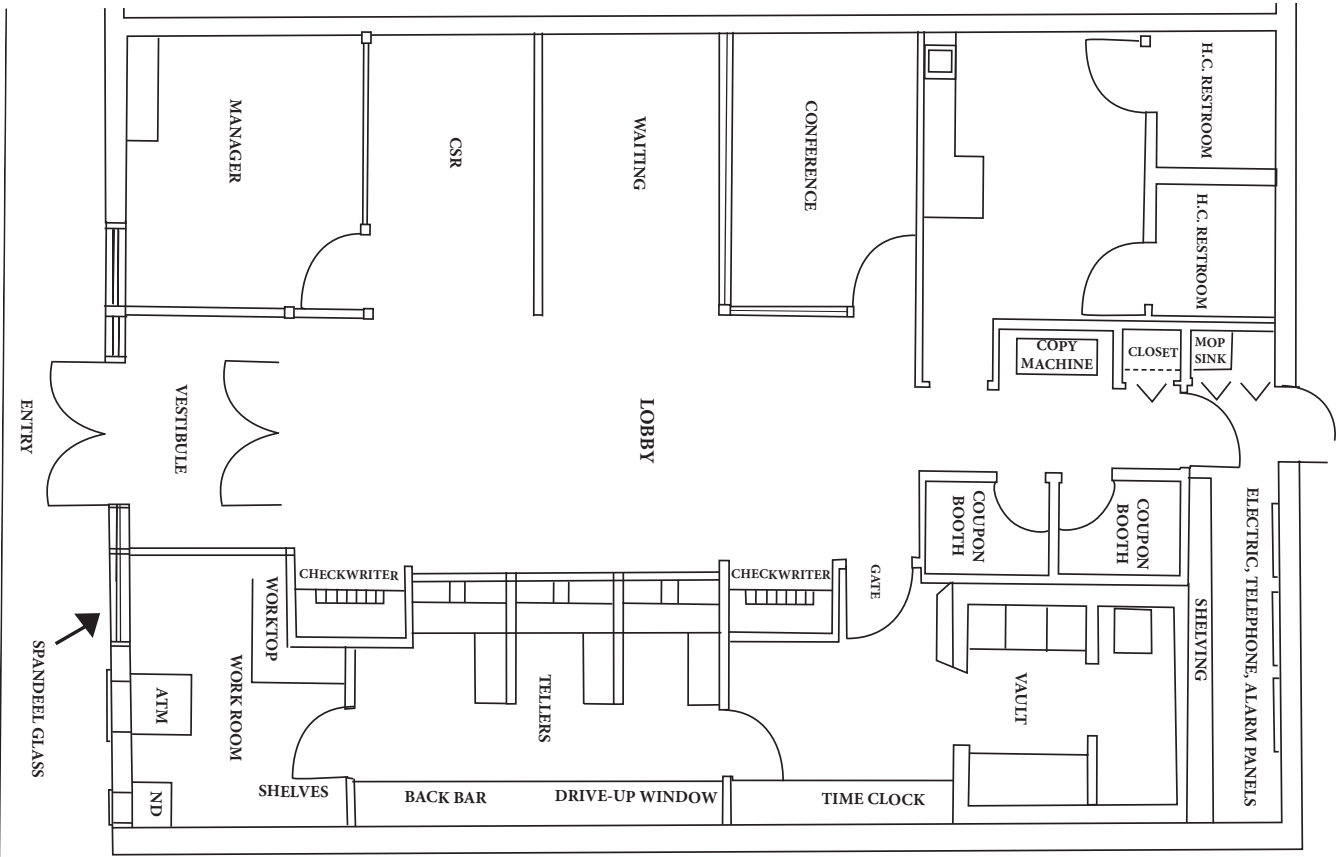 MANAGER
CSR
WAITING
CONFERENCE
H.C. RESTROOM
H.C. RESTROOM
COPY
MACHINE
CLOSET
MOP
SINK
ENTRY
VESTIBULE
LOBBY
COUPON
BOOTH
COUPON
BOOTH
ELECTRIC, TELEPHONE, ALARM PANELS
CHECKWRITER
CHECKWRITER
GATE
WORKTOP
SHELVING
SPANDEEL GLASS
WORK ROOM
ATM
TELLERS
VAULT
ND
SHELVES
BACK BAR
DRIVE-UP WINDOW
TIME CLOCK